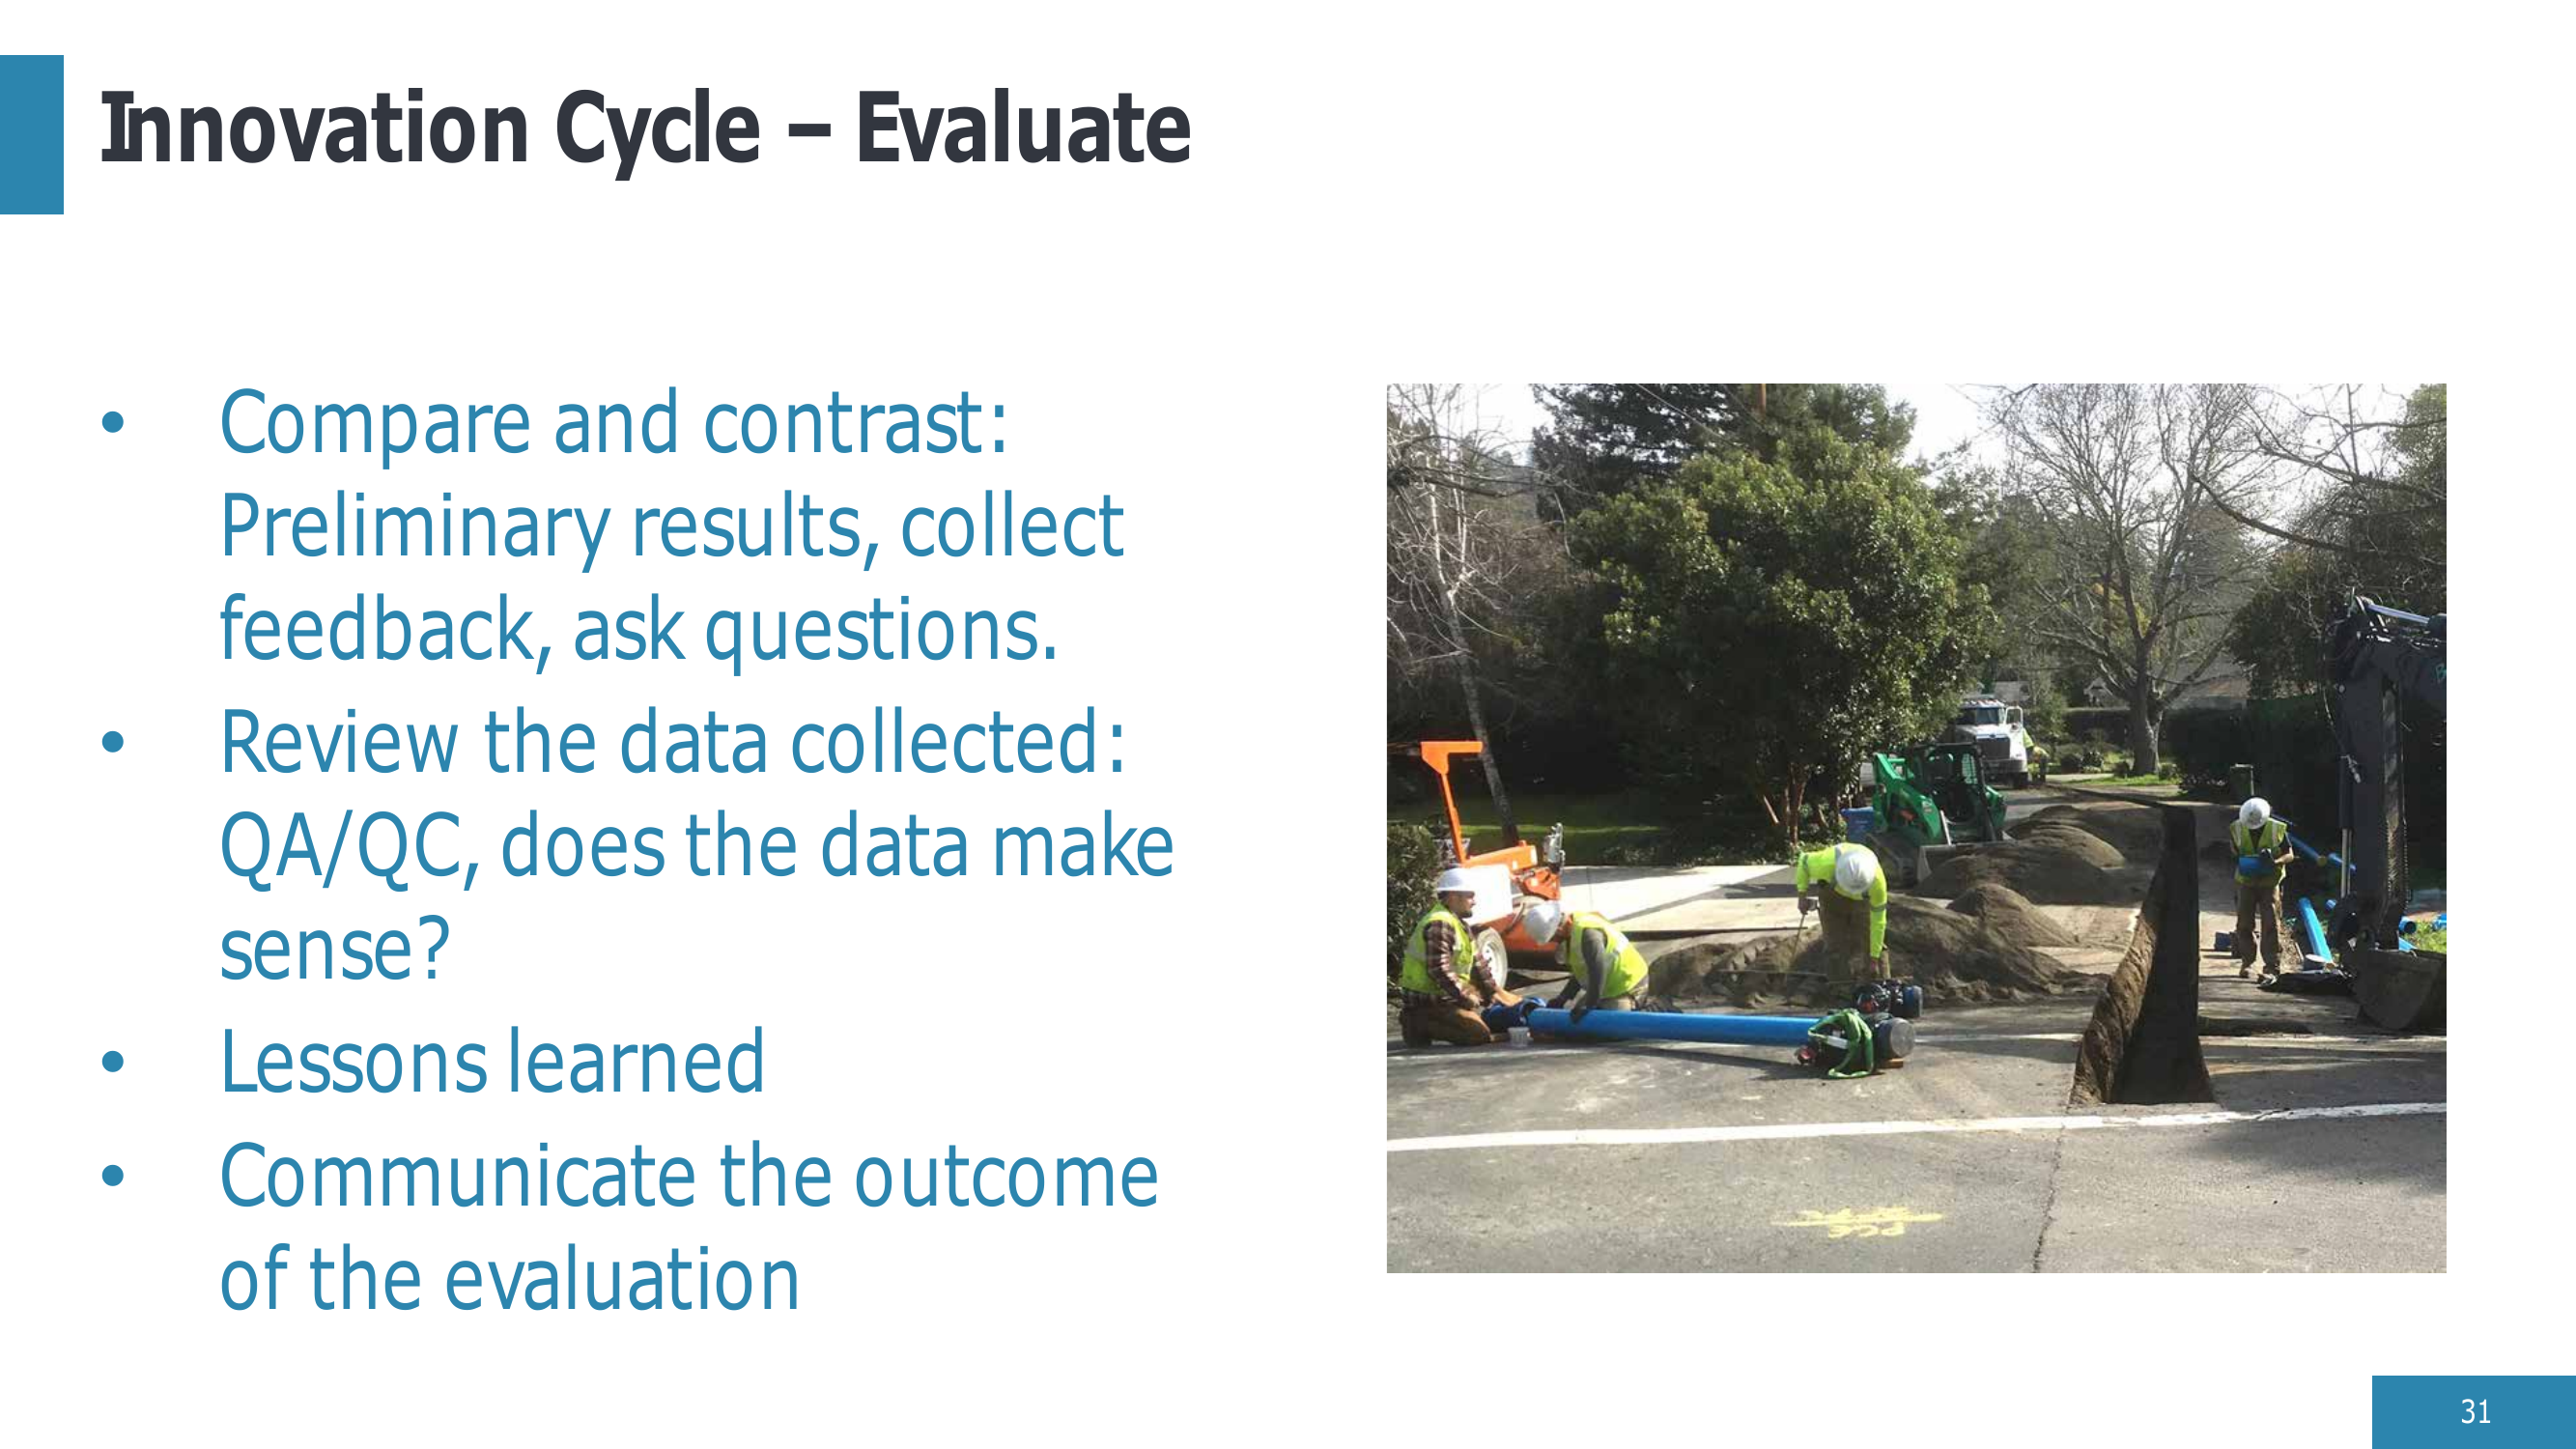 Innovation Cycle – Evaluate
• Compare and contrast:
Preliminary results, collect
feedback, ask questions.
• Review the data collected:
QA/QC, does the data make
sense?
• Lessons learned
• Communicate the outcome
of the evaluation
31